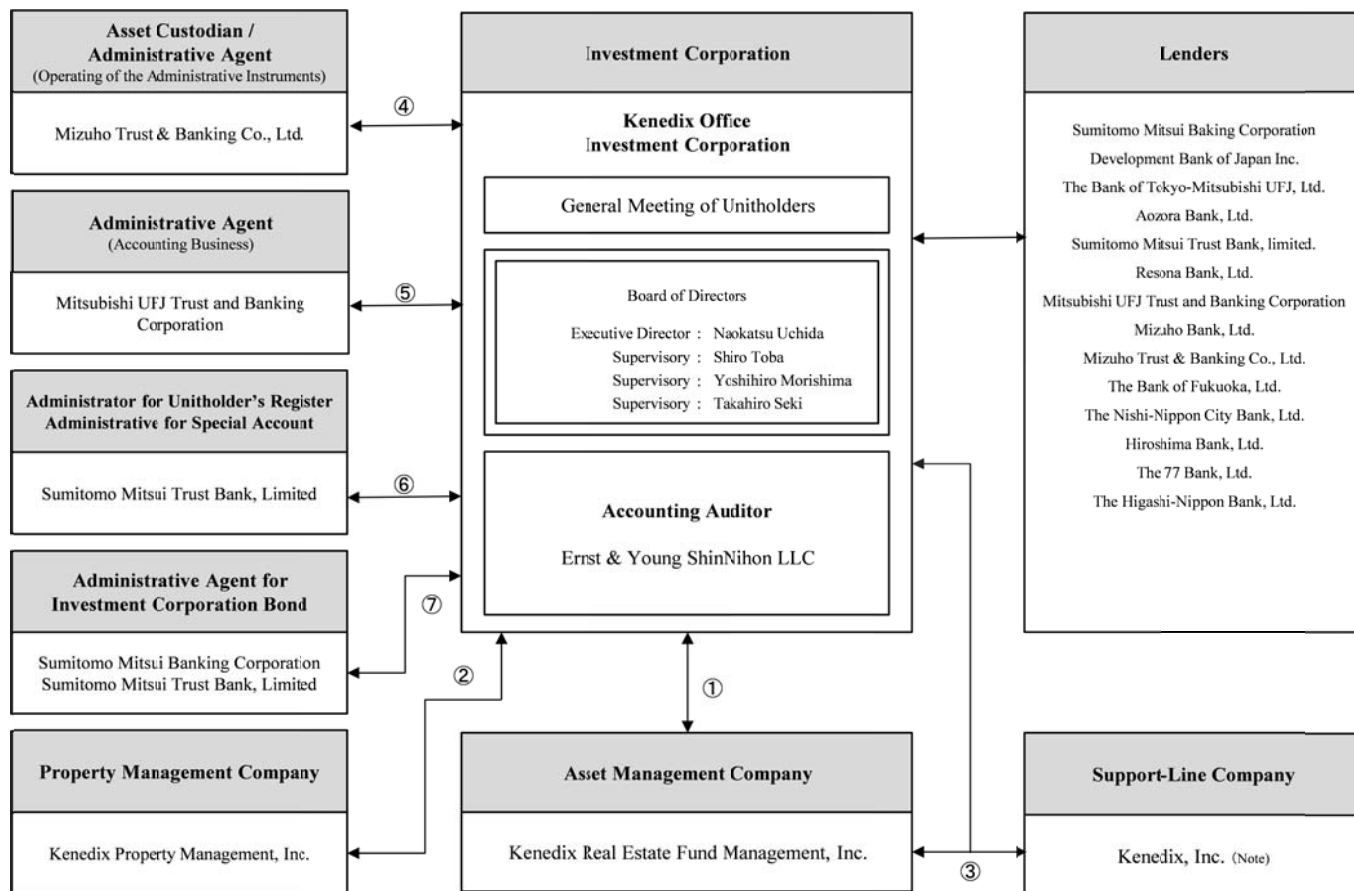 Asset Custodian /
Administrative Agent
(Operating of the Administrative Instruments)
Mizuho Trust & Banking Co., Ltd.
④
Administrative Agent
(Accounting Business)
Mitsubishi UFJ Trust and Banking
Corporation
⑤
Administrator for Unitholder's Register
Administrative for Special Account
Sumitomo Mitsui Trust Bank, Limited
⑥
Administrative Agent for
Investment Corporation Bond
Sumitomo Mitsui Banking Corporation
Sumitomo Mitsui Trust Bank, Limited
⑦
Property Management Company
Kenedix Property Management, Inc.
②
Investment Corporation
Kenedix Office
Investment Corporation
General Meeting of Unitholders
Board of Directors
Executive Director : Naokatsu Uchida
Supervisory : Shiro Toba
Supervisory : Yoshihiro Morishima
Supervisory : Takahiro Seki
Accounting Auditor
Ernst & Young ShinNihon LLC
①
Asset Management Company
Kenedix Real Estate Fund Management, Inc.
③
Lenders
Sumitomo Mitsui Baking Corporation
Development Bank of Japan Inc.
The Bank of Tokyo-Mitsubishi UFJ, Ltd.
Aozora Bank, Ltd.
Sumitomo Mitsui Trust Bank, limited.
Resona Bank, Ltd.
Mitsubishi UFJ Trust and Banking Corporation
Mizuho Bank, Ltd.
Mizuho Trust & Banking Co., Ltd.
The Bank of Fukuoka, Ltd.
The Nishi-Nippon City Bank, Ltd.
Hiroshima Bank, Ltd.
The 77 Bank, Ltd.
The Higashi-Nippon Bank, Ltd.
Support-Line Company
Kenedix, Inc. (Note)